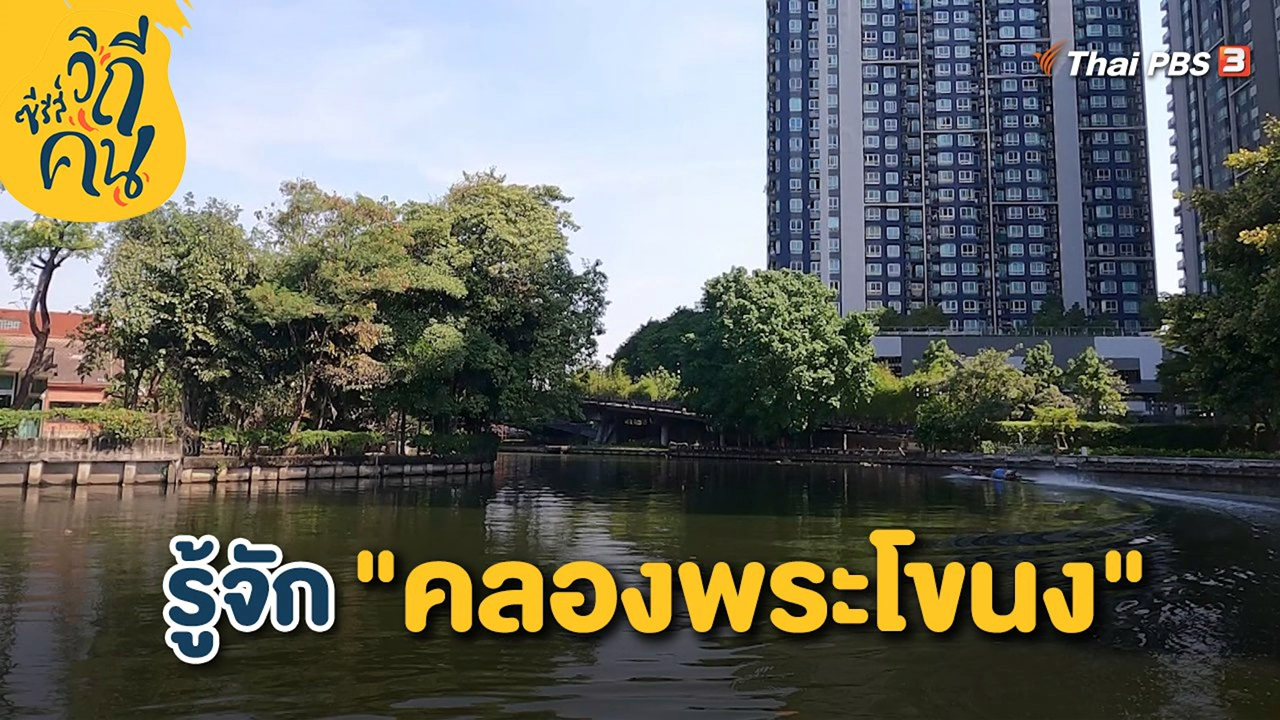 ซีรีส์
วิถี
คน
Thai PBS 3
รู้จัก "คลองพระโขนง"